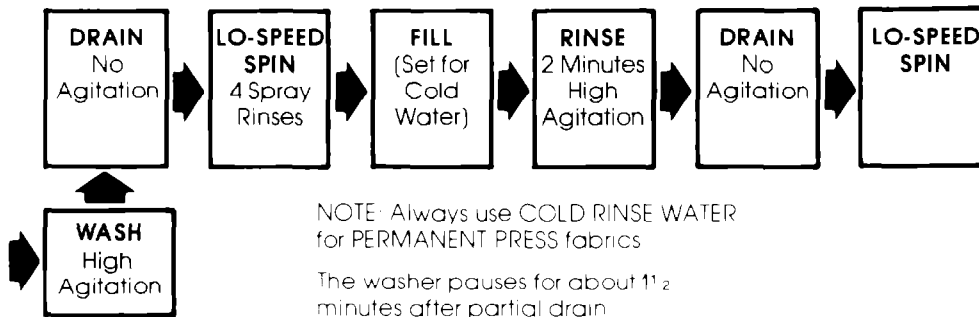 DRAIN
No
Agitation
LO-SPEED
SPIN
4 Spray
Rinses
FILL
(Set for
Cold
Water)
RINSE
2 Minutes
High
Agitation
DRAIN
No
Agitation
LO-SPEED
SPIN
WASH
High
Agitation
NOTE: Always use COLD RINSE WATER
for PERMANENT PRESS fabrics
The washer pauses for about 1 1/2
minutes after partial drain